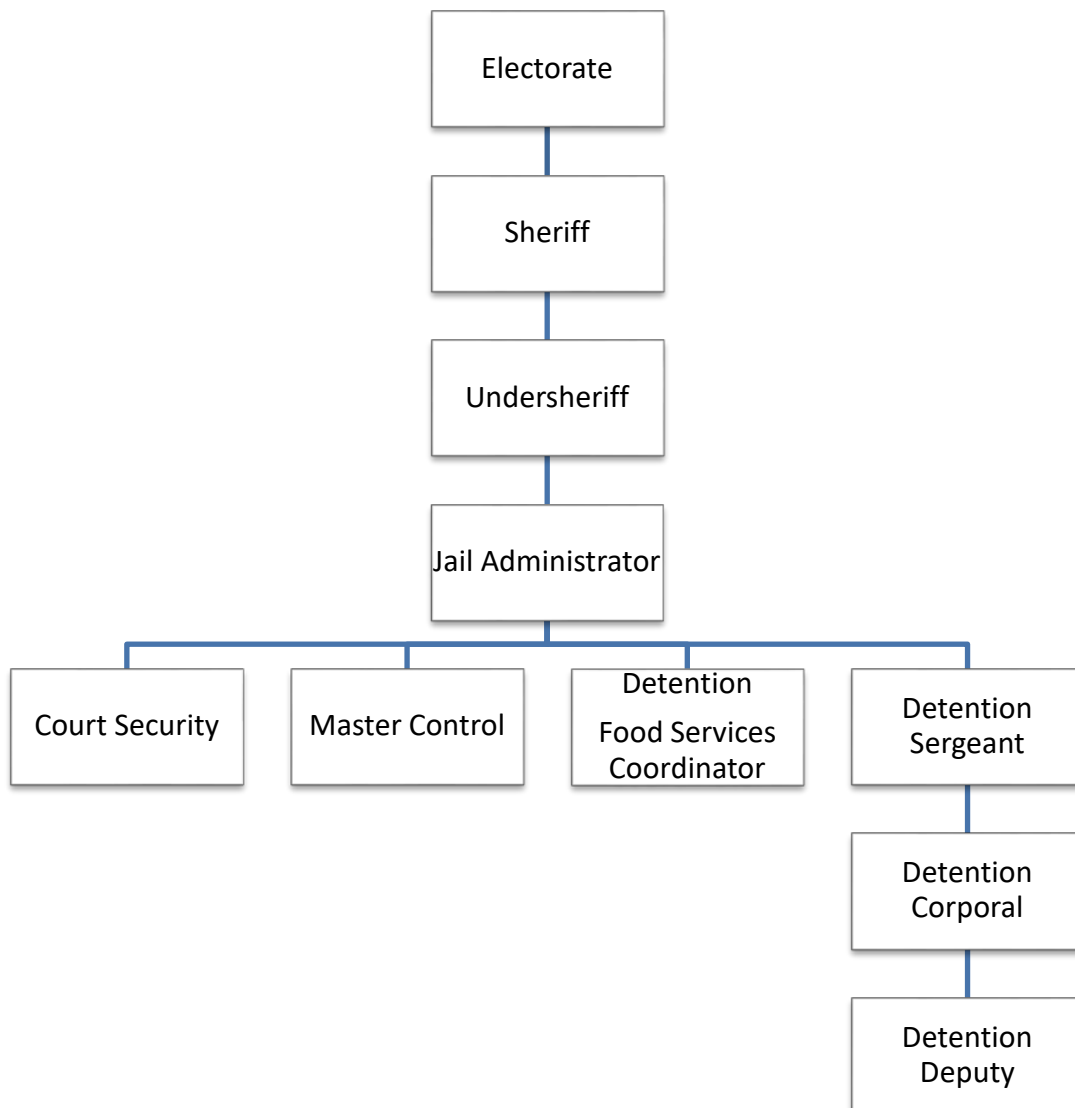 Electorate
Sheriff
Undersheriff
Jail Administrator
Court Security
Master Control
Detention
Food Services
Coordinator
Detention
Sergeant
Detention
Corporal
Detention
Deputy